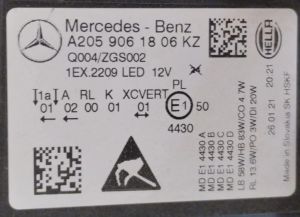 Mercedes - Benz
A205 906 18 06 KZ
Q004/ZGS002
1EX.2209 LED 12V
PL
1a A RL K XCVERT
01 02 00 01 01 E1 50
4430
MD E1 4430 A
MD E1 4430 B
MD E1 4430 C
MD E1 4430 D
LB 58W/HB 83W/CO 4.7W
RL 13.6W/PO 3W/DI 20W
26.01.21 20:21
Made in Slovakia SK HSKF
HELLA